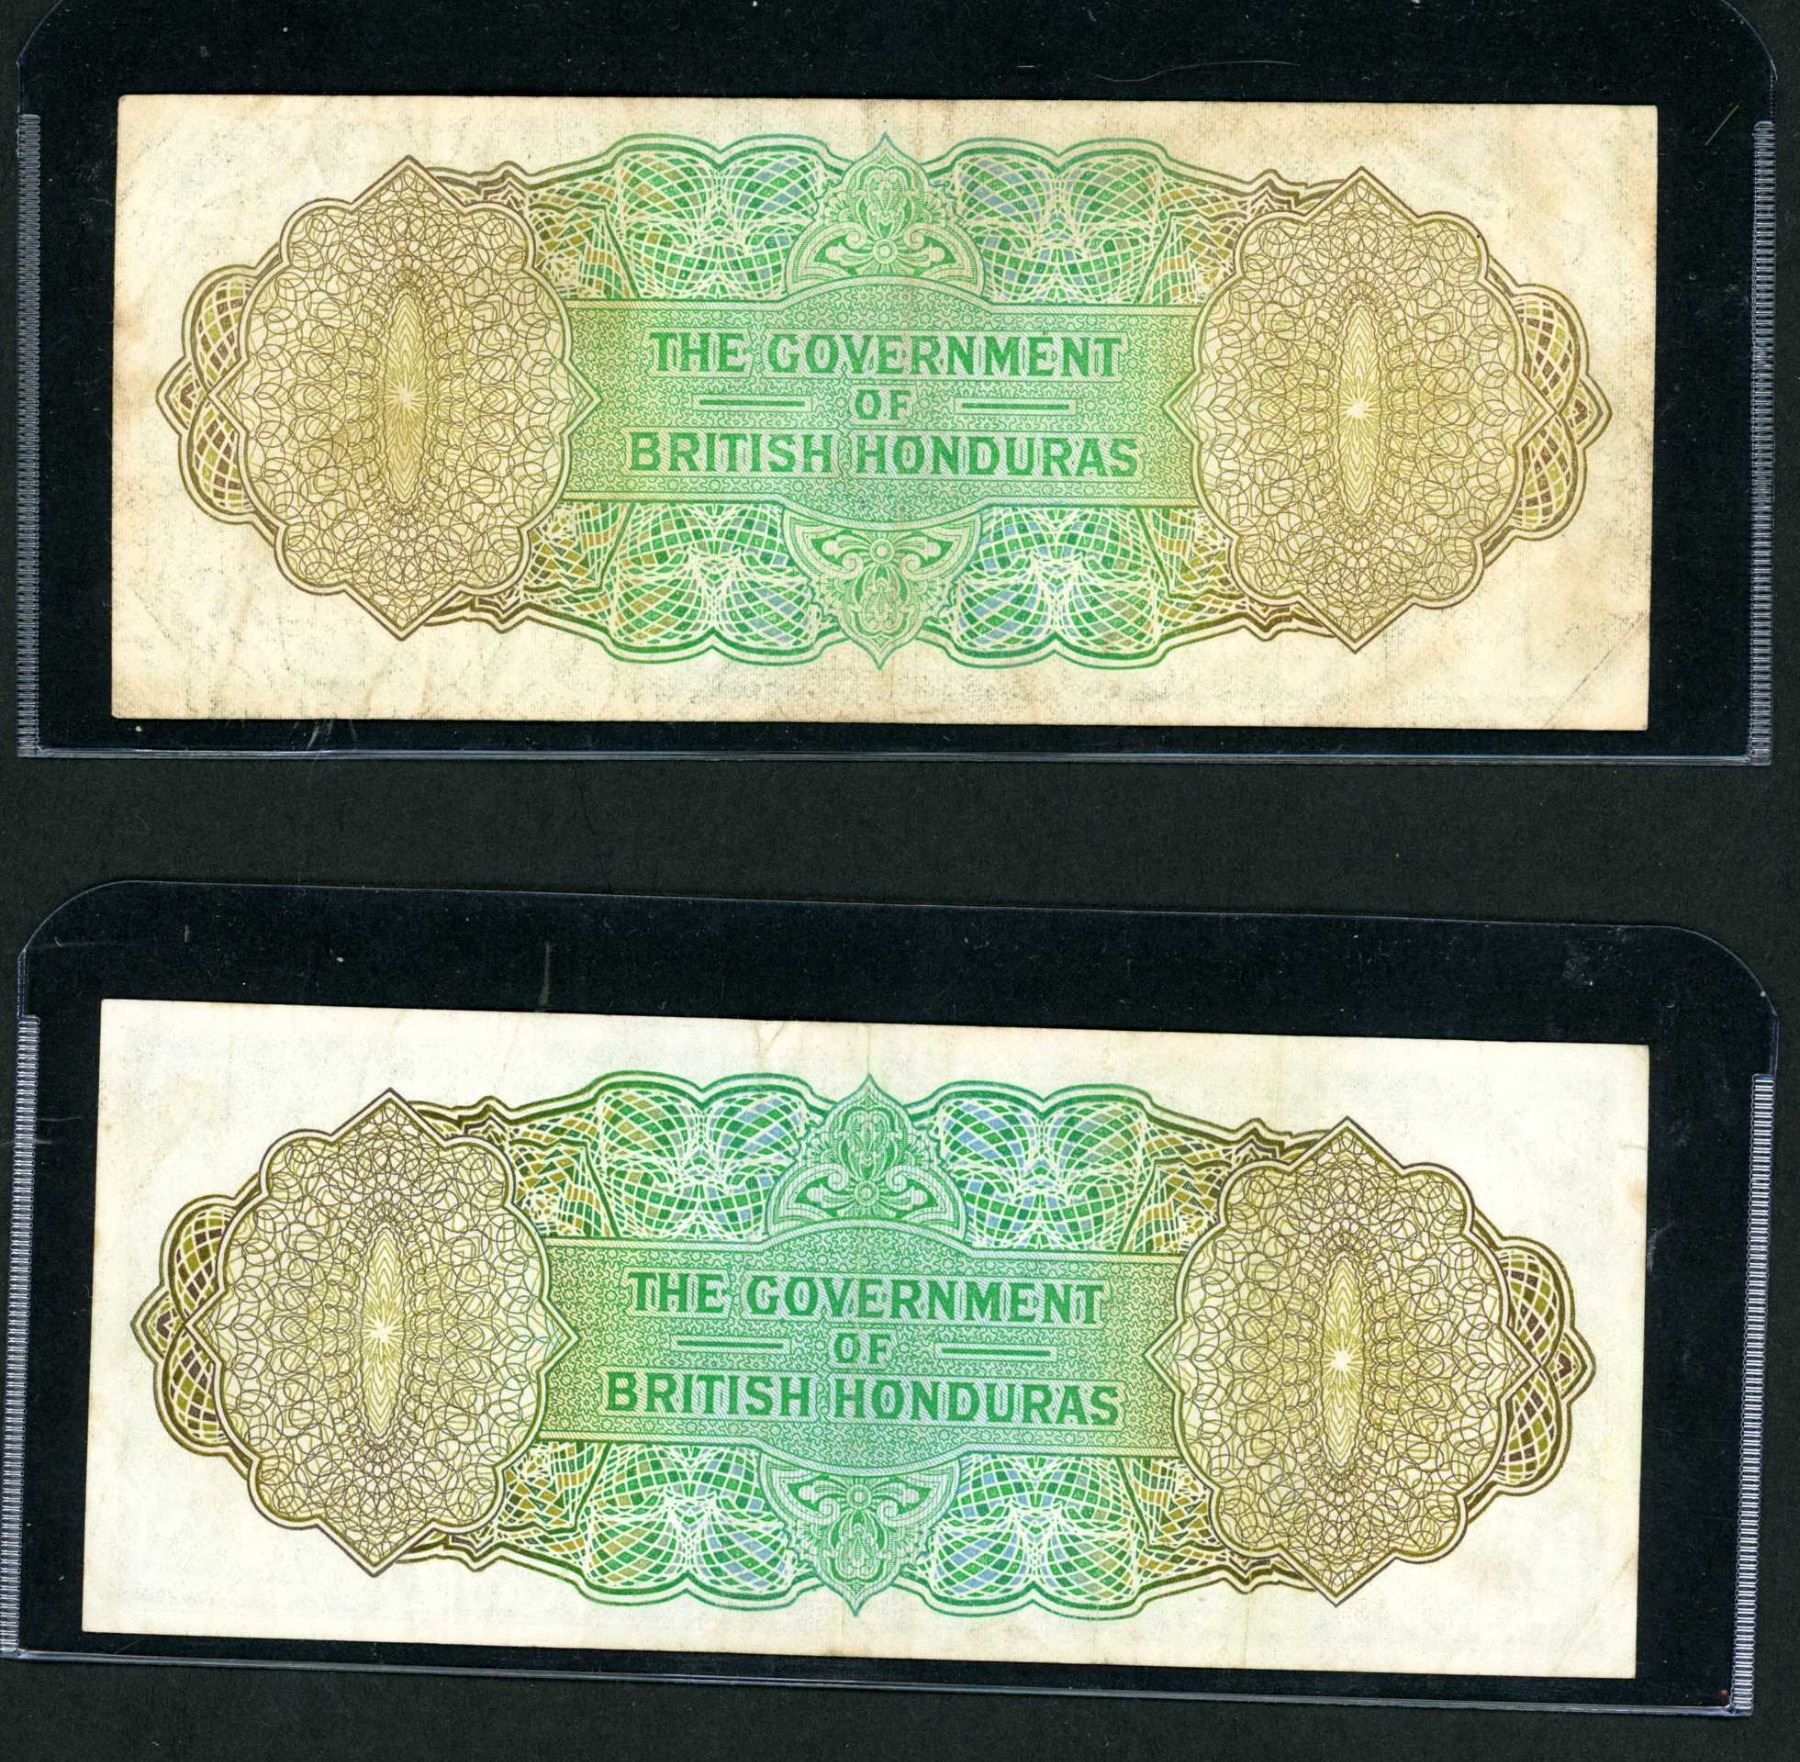 THE GOVERNMENT
OF
BRITISH HONDURAS
THE GOVERNMENT
OF
BRITISH HONDURAS